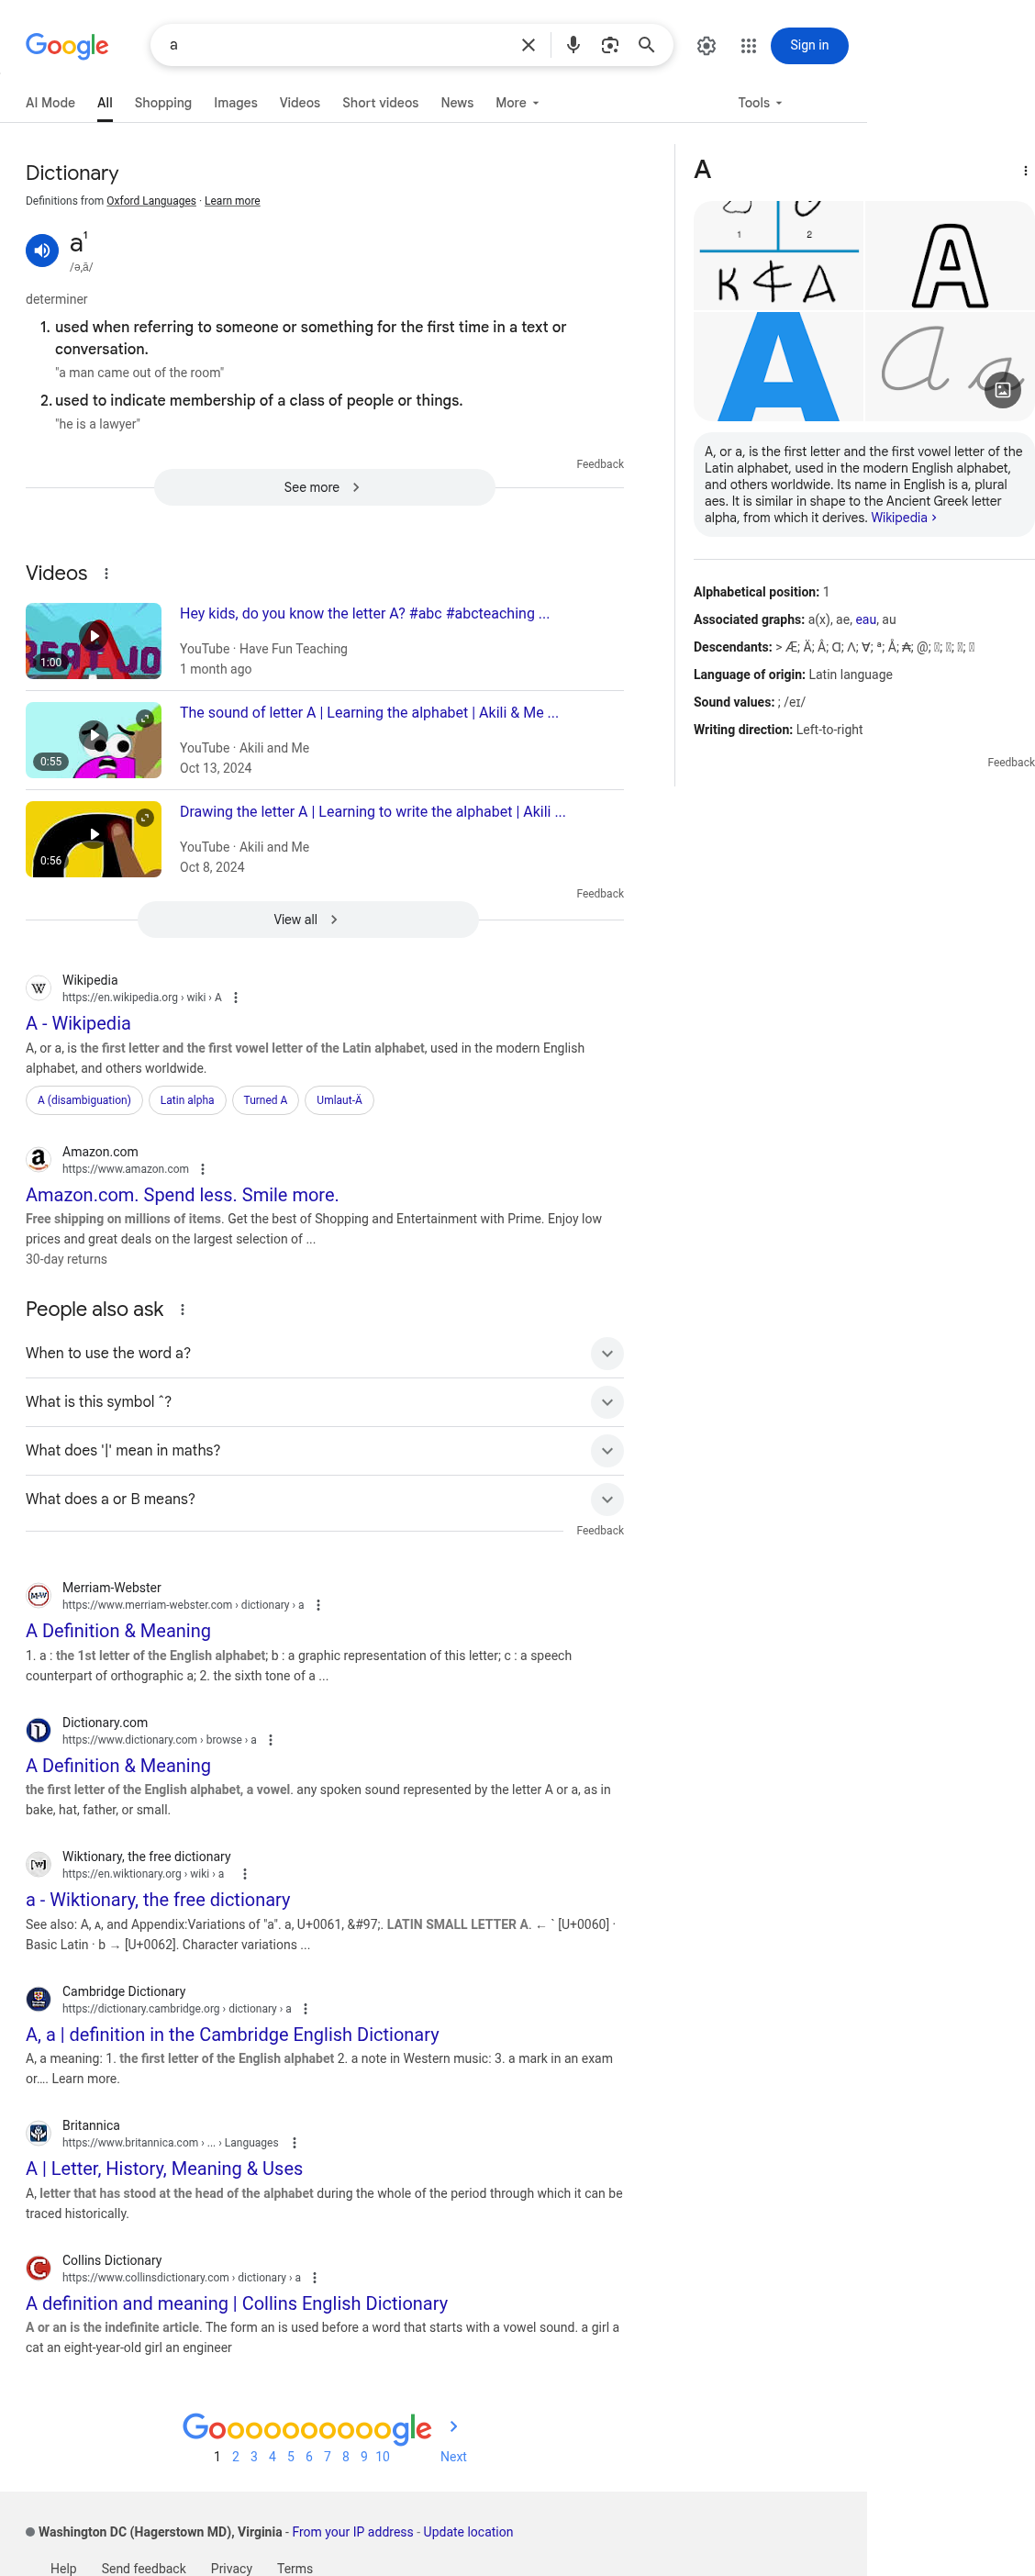 Google
a
Sign in
AI Mode
All
Shopping
Images
Videos
Short videos
News
More
Tools
Dictionary
Definitions from Oxford Languages · Learn more
a¹
/ə,ā/
determiner
1. used when referring to someone or something for the first time in a text or
conversation.
"a man came out of the room"
2. used to indicate membership of a class of people or things.
"he is a lawyer"
Feedback
See more
Videos
1:00
Hey kids, do you know the letter A? #abc #abcteaching ...
YouTube · Have Fun Teaching
1 month ago
0:55
The sound of letter A | Learning the alphabet | Akili & Me ...
YouTube · Akili and Me
Oct 13, 2024
0:56
Drawing the letter A | Learning to write the alphabet | Akili ...
YouTube · Akili and Me
Oct 8, 2024
Feedback
View all
Wikipedia
https://en.wikipedia.org › wiki › A
A - Wikipedia
A, or a, is the first letter and the first vowel letter of the Latin alphabet, used in the modern English
alphabet, and others worldwide.
A (disambiguation)
Latin alpha
Turned A
Umlaut-Ä
Amazon.com
https://www.amazon.com
Amazon.com. Spend less. Smile more.
Free shipping on millions of items. Get the best of Shopping and Entertainment with Prime. Enjoy low
prices and great deals on the largest selection of ...
30-day returns
People also ask
When to use the word a?
What is this symbol ˆ?
What does '|' mean in maths?
What does a or B means?
Feedback
Merriam-Webster
https://www.merriam-webster.com › dictionary › a
A Definition & Meaning
1. a : the 1st letter of the English alphabet; b : a graphic representation of this letter; c : a speech
counterpart of orthographic a; 2. the sixth tone of a ...
Dictionary.com
https://www.dictionary.com › browse › a
A Definition & Meaning
the first letter of the English alphabet, a vowel. any spoken sound represented by the letter A or a, as in
bake, hat, father, or small.
Wiktionary, the free dictionary
https://en.wiktionary.org › wiki › a
a - Wiktionary, the free dictionary
See also: A, ᴀ, and Appendix:Variations of "a". a, U+0061, &#97;. LATIN SMALL LETTER A. ← ` [U+0060] ·
Basic Latin · b → [U+0062]. Character variations ...
Cambridge Dictionary
https://dictionary.cambridge.org › dictionary › a
A, a | definition in the Cambridge English Dictionary
A, a meaning: 1. the first letter of the English alphabet 2. a note in Western music: 3. a mark in an exam
or.... Learn more.
Britannica
https://www.britannica.com › ... › Languages
A | Letter, History, Meaning & Uses
A, letter that has stood at the head of the alphabet during the whole of the period through which it can be
traced historically.
Collins Dictionary
https://www.collinsdictionary.com › dictionary › a
A definition and meaning | Collins English Dictionary
A or an is the indefinite article. The form an is used before a word that starts with a vowel sound. a girl a
cat an eight-year-old girl an engineer
A
1 2
A
A
Aa
A, or a, is the first letter and the first vowel letter of the
Latin alphabet, used in the modern English alphabet,
and others worldwide. Its name in English is a, plural
aes. It is similar in shape to the Ancient Greek letter
alpha, from which it derives. Wikipedia ›
Alphabetical position: 1
Associated graphs: a(x), ae, eau, au
Descendants: > Æ; Ä; Â; Ɑ; Λ; Ɐ; ª; Å; ₳; @;
Language of origin: Latin language
Sound values: ; /eɪ/
Writing direction: Left-to-right
Feedback
Goooooooooogle
1 2 3 4 5 6 7 8 9 10 Next
Washington DC (Hagerstown MD), Virginia - From your IP address - Update location
Help
Send feedback
Privacy
Terms